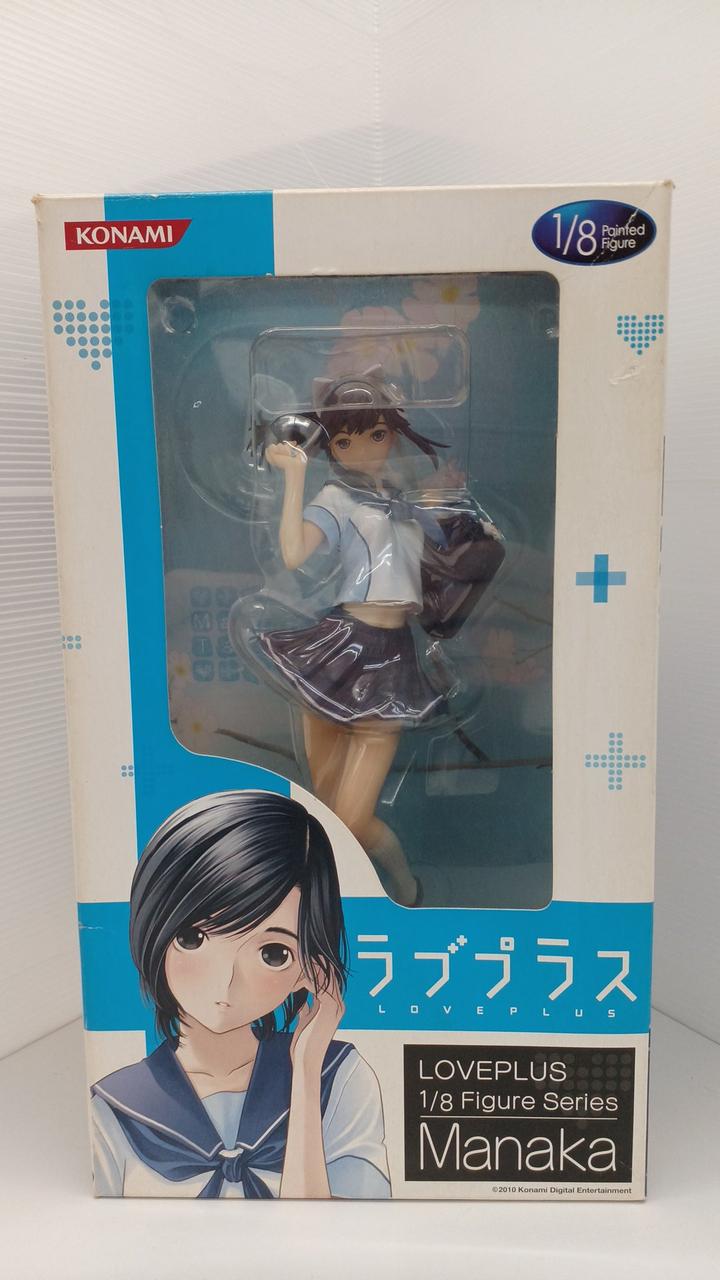 KONAMI
1/8 Painted
Figure
ラブプラス
LOVEPLUS
LOVEPLUS
1/8 Figure Series
Manaka
©2010 Konami Digital Entertainment